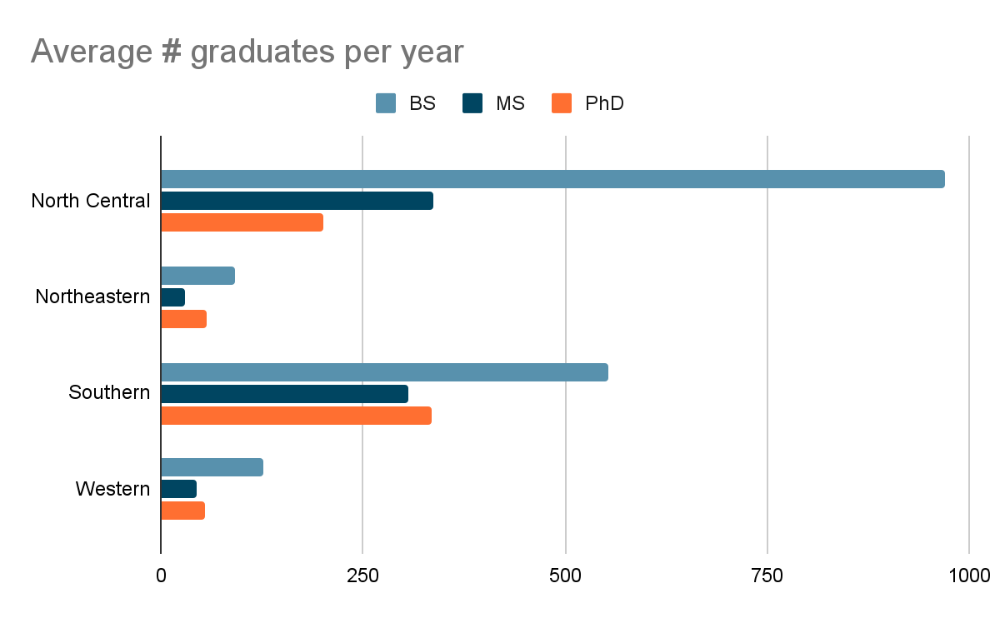 Average # graduates per year
BS MS PhD
North Central
Northeastern
Southern
Western
0 250 500 750 1000